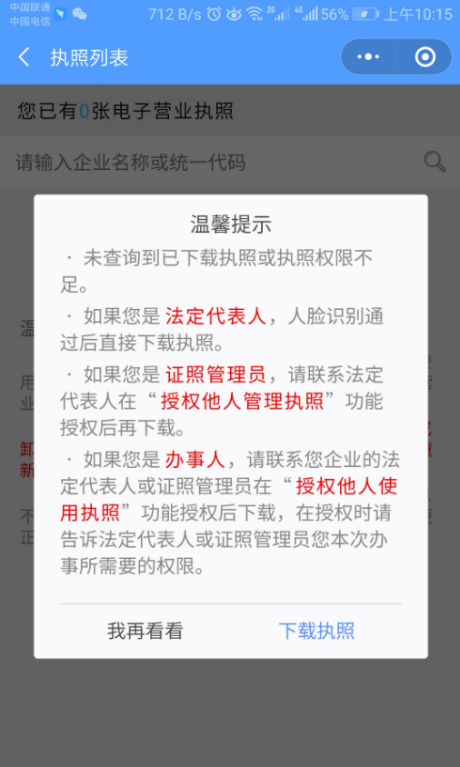 中国联通
中国电信
712 B/s 2G 4G 56% 上午10:15
执照列表
您已有0张电子营业执照
请输入企业名称或统一代码
温馨提示
· 未查询到已下载执照或执照权限不
足。
· 如果您是 法定代表人，人脸识别通
过后直接下载执照。
· 如果您是 证照管理员，请联系法定
代表人在“授权他人管理执照”功能
授权后再下载。
· 如果您是 办事人，请联系您企业的法
定代表人或证照管理员在“授权他人使
用执照”功能授权后下载，在授权时请
告诉法定代表人或证照管理员您本次办
事所需要的权限。
我再看看
下载执照